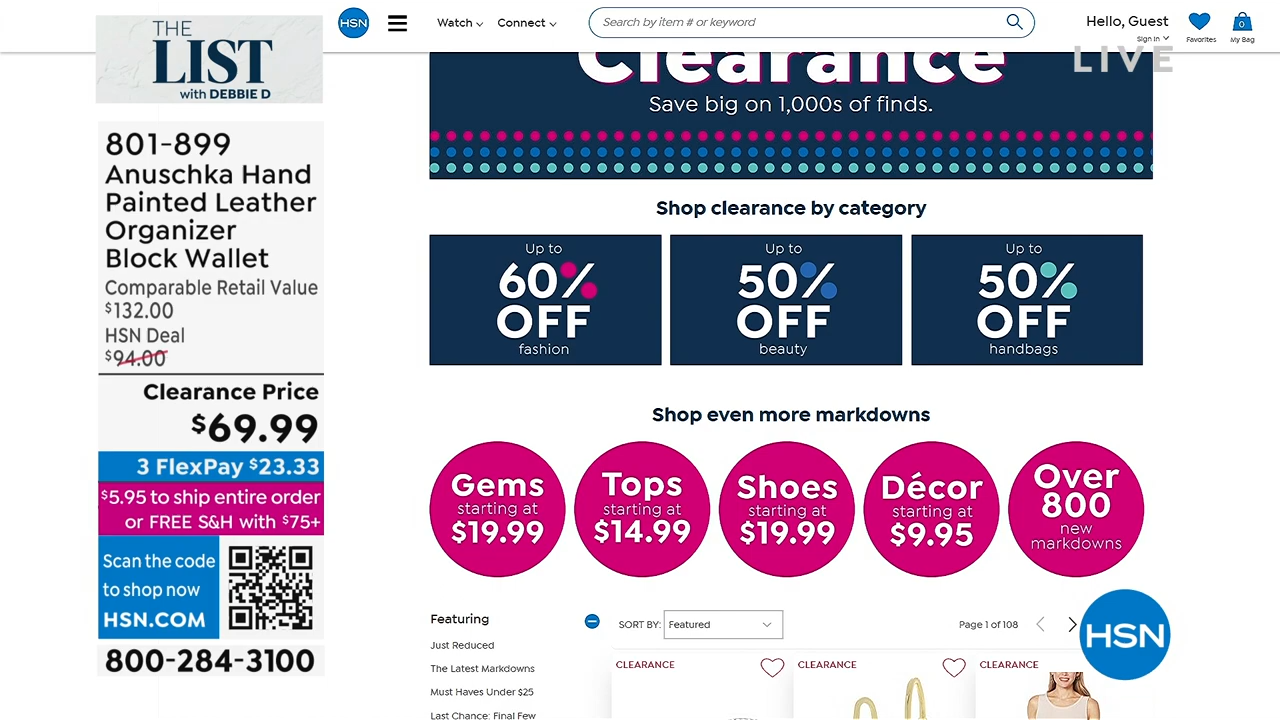 THE
LIST
with DEBBIE D
801-899
Anuschka Hand
Painted Leather
Organizer
Block Wallet
Comparable Retail Value
$132.00
HSN Deal
$94.00
Clearance Price
$69.99
3 FlexPay $23.33
$5.95 to ship entire order
or FREE S&H with $75+
Scan the code
to shop now
HSN.COM
800-284-3100
HSN
Watch
Connect
Search by item # or keyword
Hello, Guest
Sign In
Favorites
0
My Bag
LIVE
Clearance
Save big on 1,000s of finds.
Shop clearance by category
Up to
60%
OFF
fashion
Up to
50%
OFF
beauty
Up to
50%
OFF
handbags
Shop even more markdowns
Gems
starting at
$19.99
Tops
starting at
$14.99
Shoes
starting at
$19.99
Décor
starting at
$9.95
Over
800
new
markdowns
Featuring
Just Reduced
The Latest Markdowns
Must Haves Under $25
Last Chance: Final Few
SORT BY: Featured
Page 1 of 108
CLEARANCE
CLEARANCE
CLEARANCE
HSN